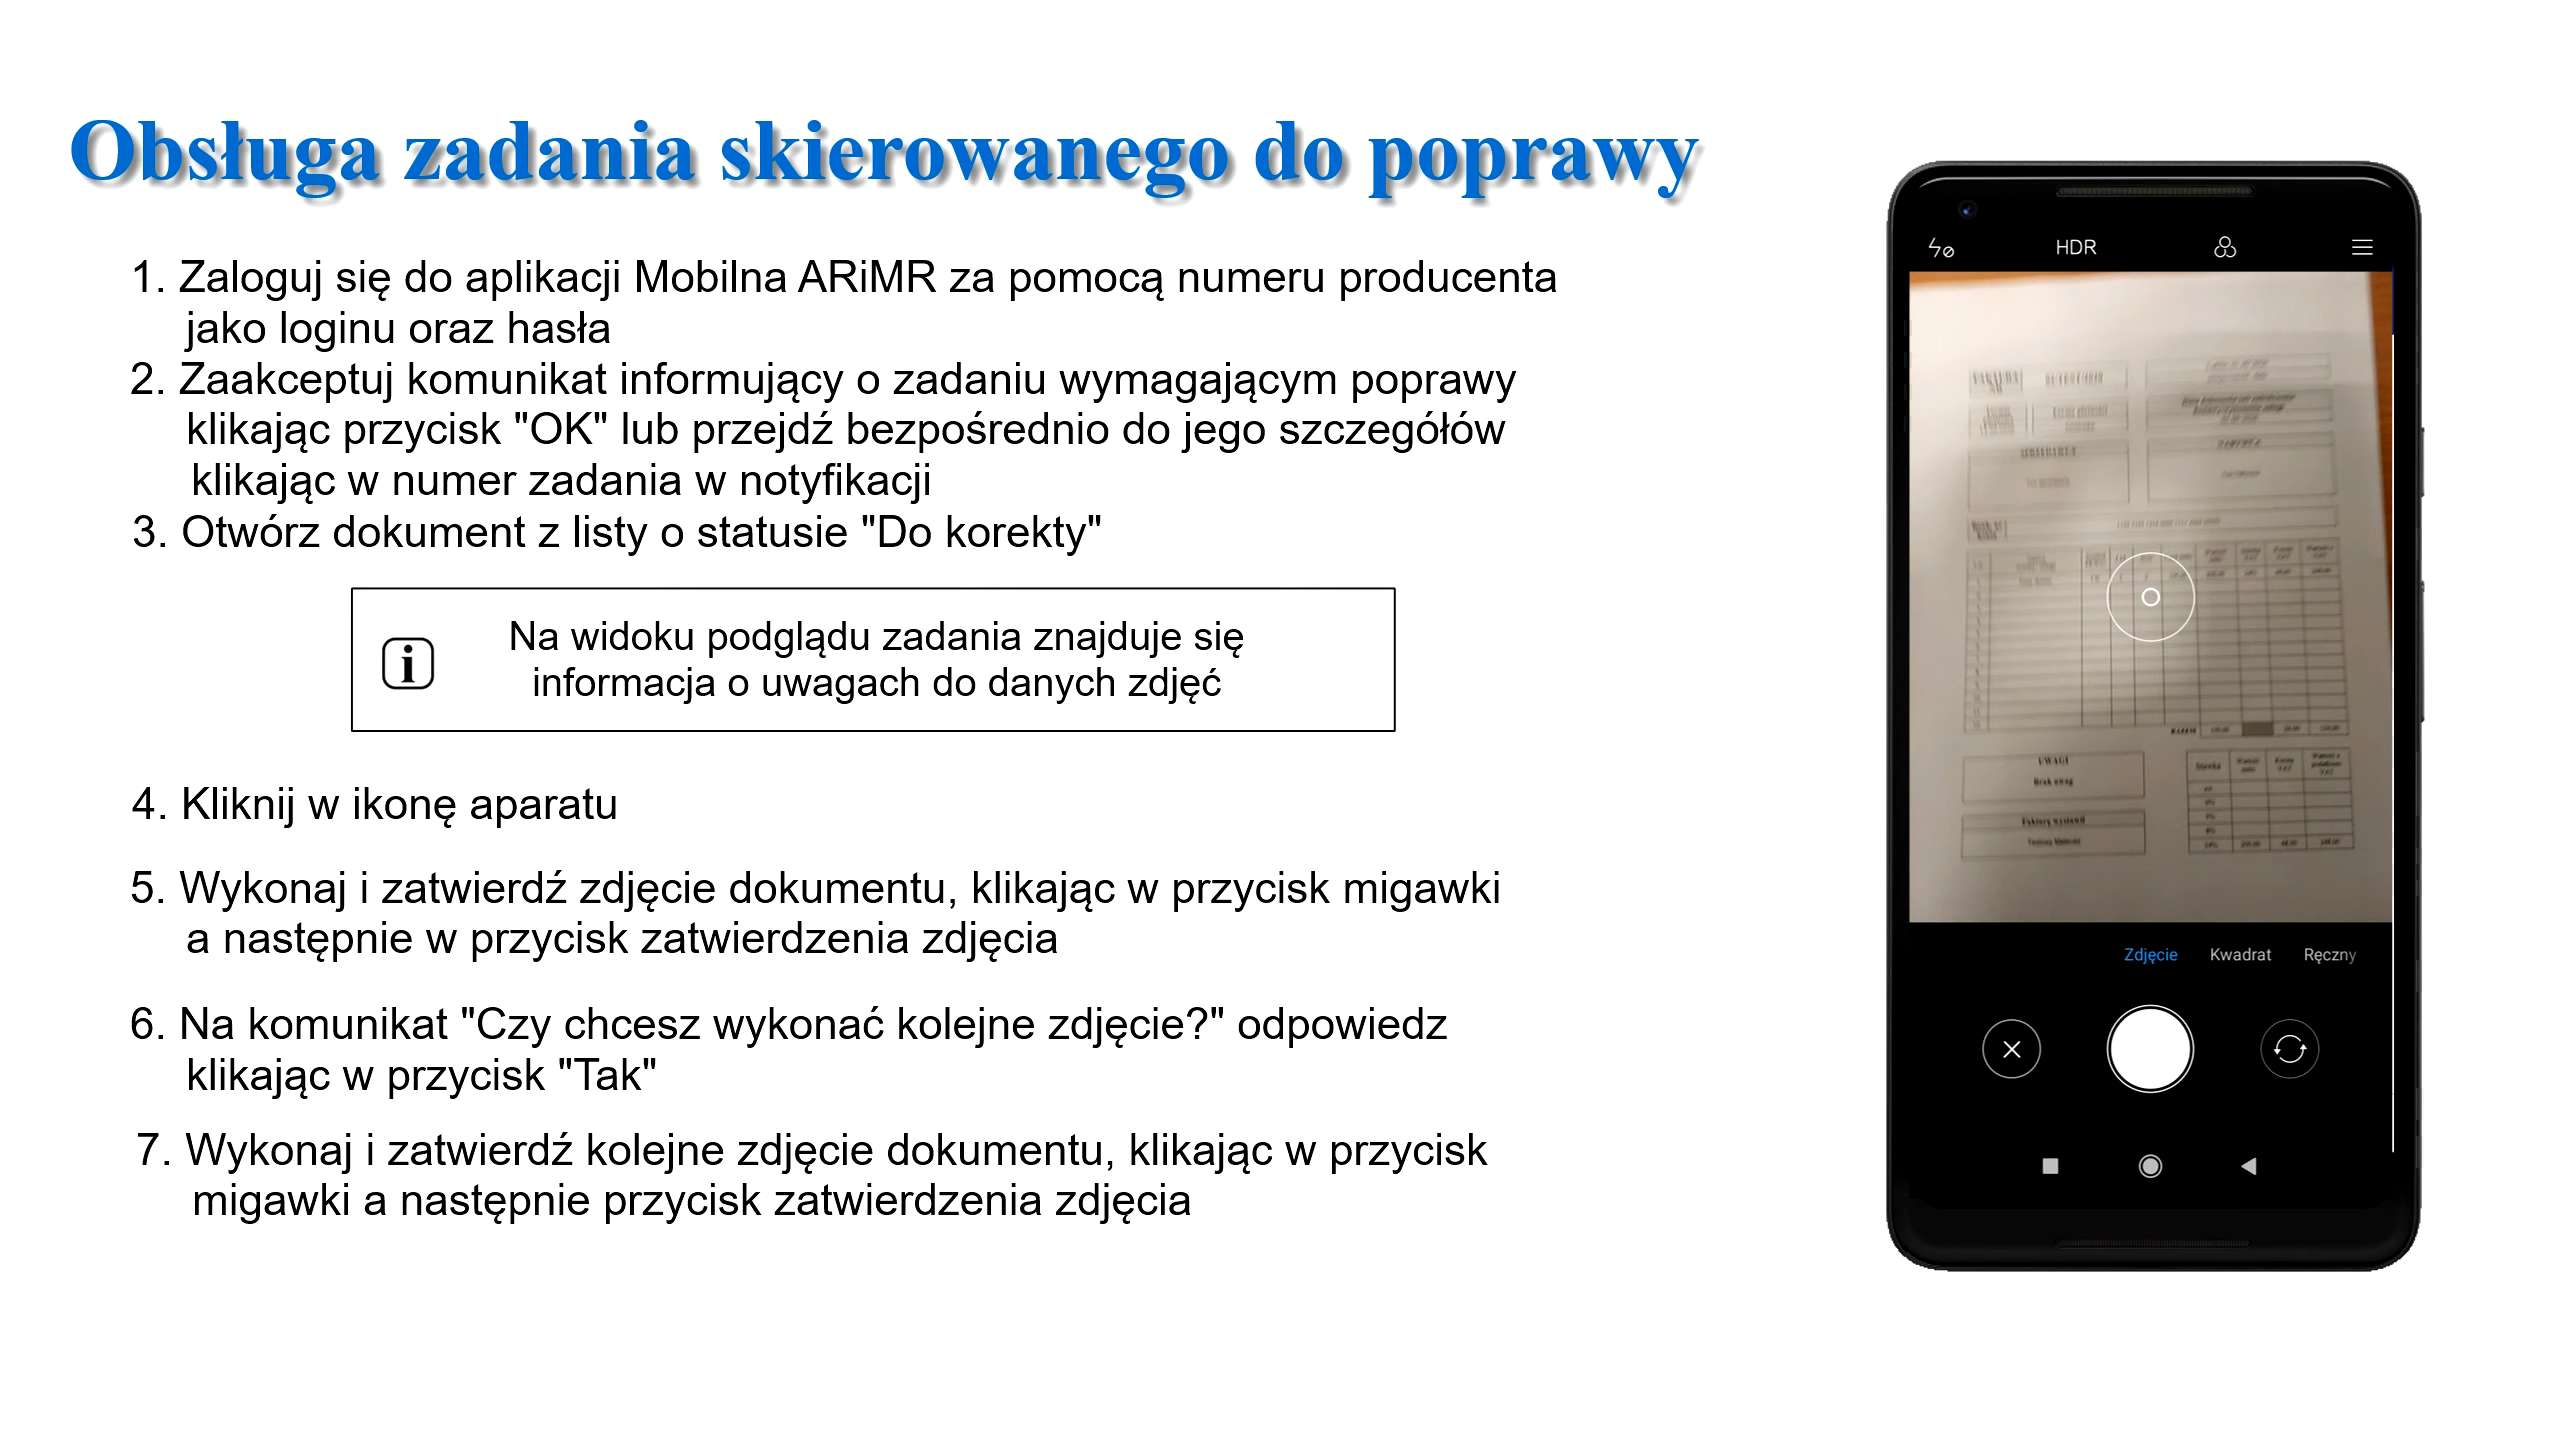 Obsługa zadania skierowanego do poprawy
1. Zaloguj się do aplikacji Mobilna ARiMR za pomocą numeru producenta
jako loginu oraz hasła
2. Zaakceptuj komunikat informujący o zadaniu wymagającym poprawy
klikając przycisk "OK" lub przejdź bezpośrednio do jego szczegółów
klikając w numer zadania w notyfikacji
3. Otwórz dokument z listy o statusie "Do korekty"
i
Na widoku podglądu zadania znajduje się
informacja o uwagach do danych zdjęć
4. Kliknij w ikonę aparatu
5. Wykonaj i zatwierdź zdjęcie dokumentu, klikając w przycisk migawki
a następnie w przycisk zatwierdzenia zdjęcia
6. Na komunikat "Czy chcesz wykonać kolejne zdjęcie?" odpowiedz
klikając w przycisk "Tak"
7. Wykonaj i zatwierdź kolejne zdjęcie dokumentu, klikając w przycisk
migawki a następnie przycisk zatwierdzenia zdjęcia
HDR
RAZEM
UWAGI
Brak uwag
Stawka
Zdjęcie Kwadrat Ręczny